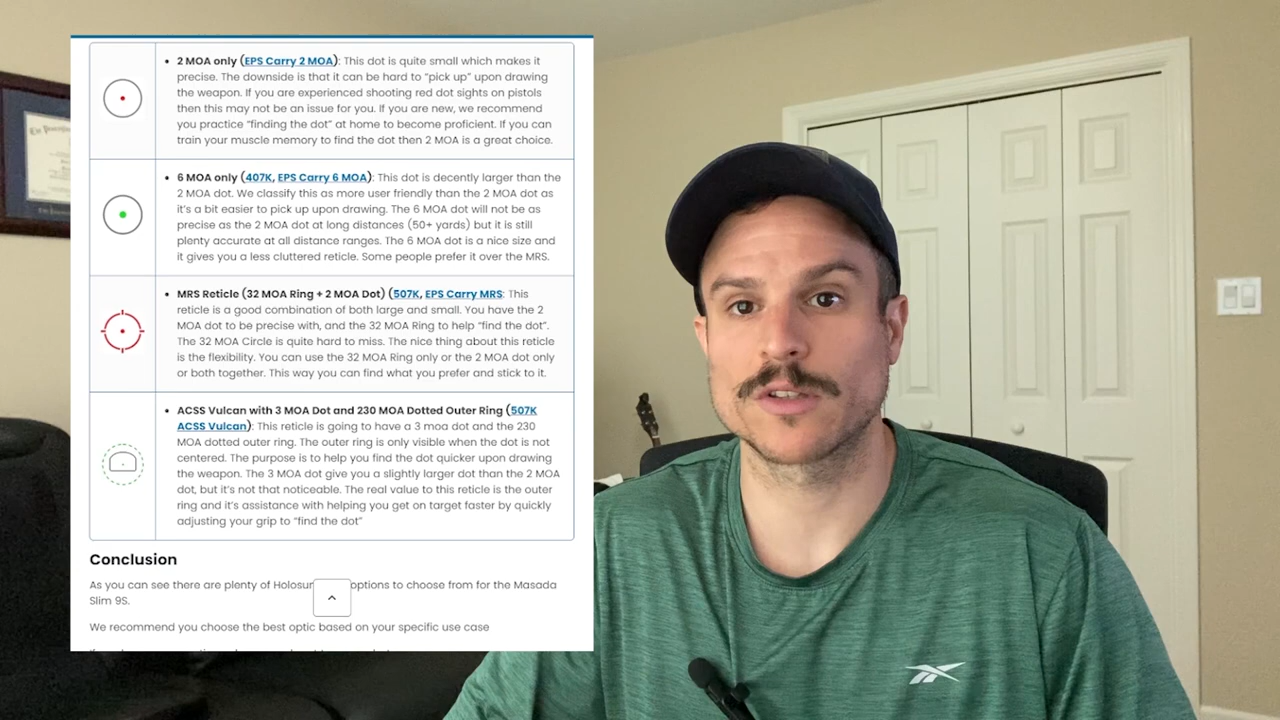 2 MOA only (EPS Carry 2 MOA): This dot is quite small which makes it
precise. The downside is that it can be hard to “pick up” upon drawing
the weapon. If you are experienced shooting red dot sights on pistols
then this may not be an issue for you. If you are new, we recommend
you practice “finding the dot” at home to become proficient. If you can
train your muscle memory to find the dot then 2 MOA is a great choice.
6 MOA only (407K, EPS Carry 6 MOA): This dot is decently larger than the
2 MOA dot. We classify this as more user friendly than the 2 MOA dot as
it’s a bit easier to pick up upon drawing. The 6 MOA dot will not be as
precise as the 2 MOA dot at long distances (50+ yards) but it is still
plenty accurate at all distance ranges. The 6 MOA dot is a nice size and
it gives you a less cluttered reticle. Some people prefer it over the MRS.
MRS Reticle (32 MOA Ring + 2 MOA Dot) (507K, EPS Carry MRS: This
reticle is a good combination of both large and small. You have the 2
MOA dot to be precise with, and the 32 MOA Ring to help “find the dot”.
The 32 MOA Circle is quite hard to miss. The nice thing about this reticle
is the flexibility. You can use the 32 MOA Ring only or the 2 MOA dot only
or both together. This way you can find what you prefer and stick to it.
ACSS Vulcan with 3 MOA Dot and 230 MOA Dotted Outer Ring (507K
ACSS Vulcan): This reticle is going to have a 3 moa dot and the 230
MOA dotted outer ring. The outer ring is only visible when the dot is not
centered. The purpose is to help you find the dot quicker upon drawing
the weapon. The 3 MOA dot give you a slightly larger dot than the 2 MOA
dot, but it’s not that noticeable. The real value to this reticle is the outer
ring and it’s assistance with helping you get on target faster by quickly
adjusting your grip to “find the dot”
Conclusion
As you can see there are plenty of Holosun options to choose from for the Masada
Slim 9S.
We recommend you choose the best optic based on your specific use case